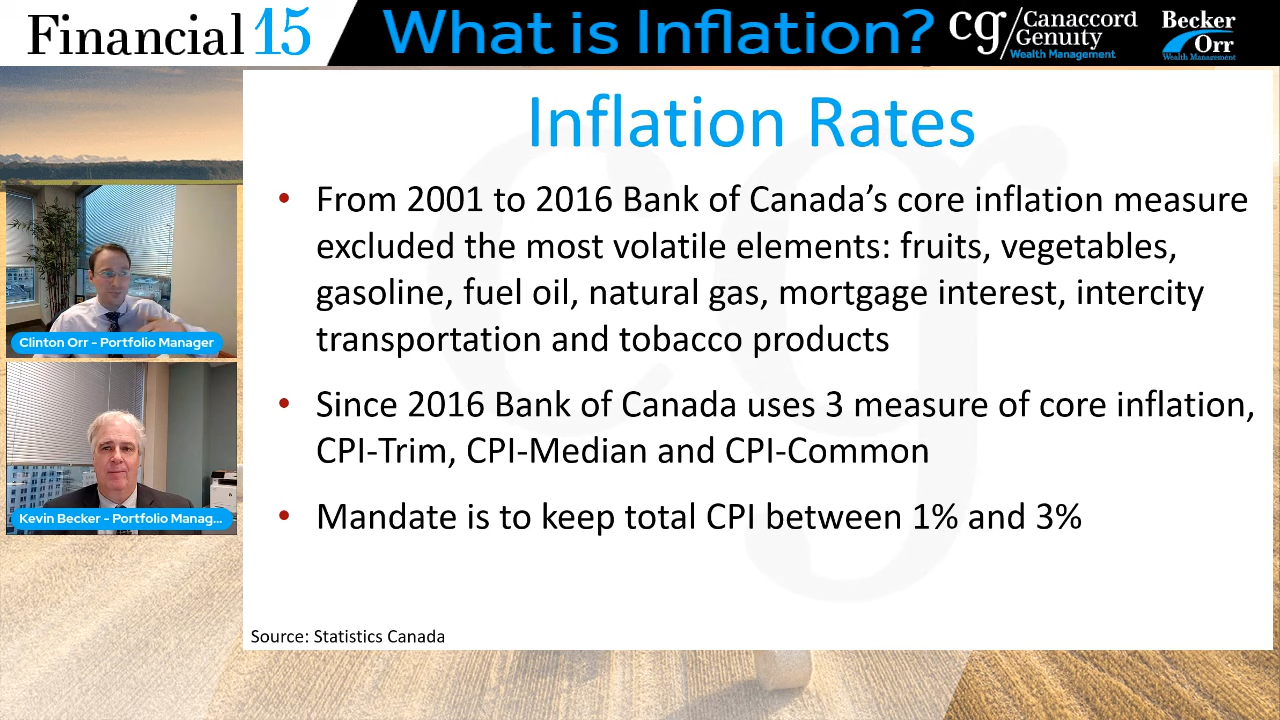 Financial 15
What is Inflation?
cg/Canaccord
Genuity
Wealth Management
Becker
Orr
Wealth Management
Inflation Rates
• From 2001 to 2016 Bank of Canada’s core inflation measure
excluded the most volatile elements: fruits, vegetables,
gasoline, fuel oil, natural gas, mortgage interest, intercity
transportation and tobacco products
• Since 2016 Bank of Canada uses 3 measure of core inflation,
CPI-Trim, CPI-Median and CPI-Common
• Mandate is to keep total CPI between 1% and 3%
Source: Statistics Canada
Clinton Orr – Portfolio Manager
Kevin Becker – Portfolio Manag...
cg